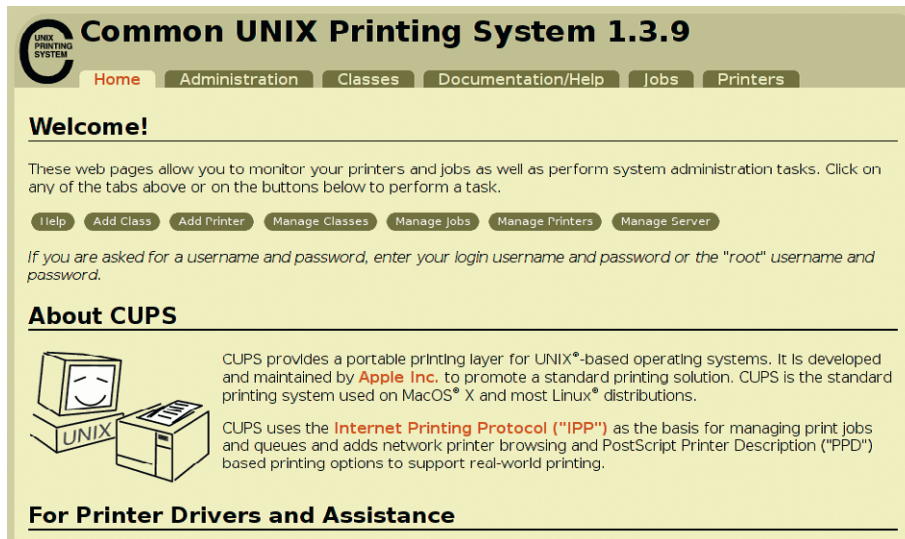 UNIX
PRINTING
SYSTEM
Common UNIX Printing System 1.3.9
Home Administration Classes Documentation/Help Jobs Printers
Welcome!
These web pages allow you to monitor your printers and jobs as well as perform system administration tasks. Click on
any of the tabs above or on the buttons below to perform a task.
Help Add Class Add Printer Manage Classes Manage Jobs Manage Printers Manage Server
If you are asked for a username and password, enter your login username and password or the "root" username and
password.
About CUPS
CUPS provides a portable printing layer for UNIX®-based operating systems. It is developed
and maintained by Apple Inc. to promote a standard printing solution. CUPS is the standard
printing system used on MacOS® X and most Linux® distributions.
UNIX
CUPS uses the Internet Printing Protocol ("IPP") as the basis for managing print jobs
and queues and adds network printer browsing and PostScript Printer Description ("PPD")
based printing options to support real-world printing.
For Printer Drivers and Assistance